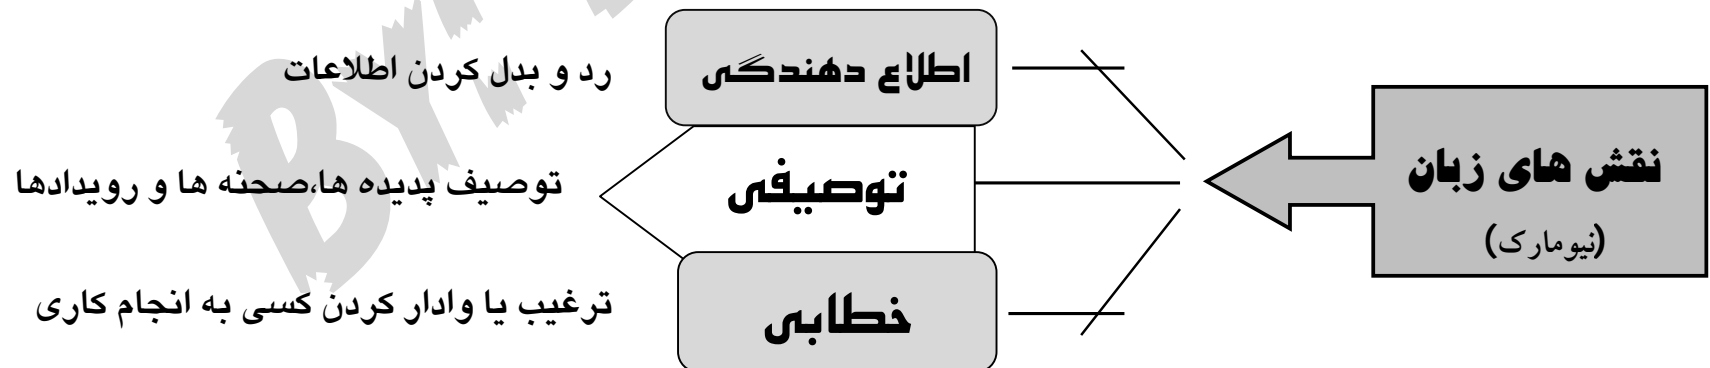 نقش های زبان
(نیومارک)
اطلاع دهندگی
رد و بدل کردن اطلاعات
توصیفی
توصیف پدیده ها،صحنه ها و رویدادها
خطابی
ترغیب یا وادار کردن کسی به انجام کاری
BY: